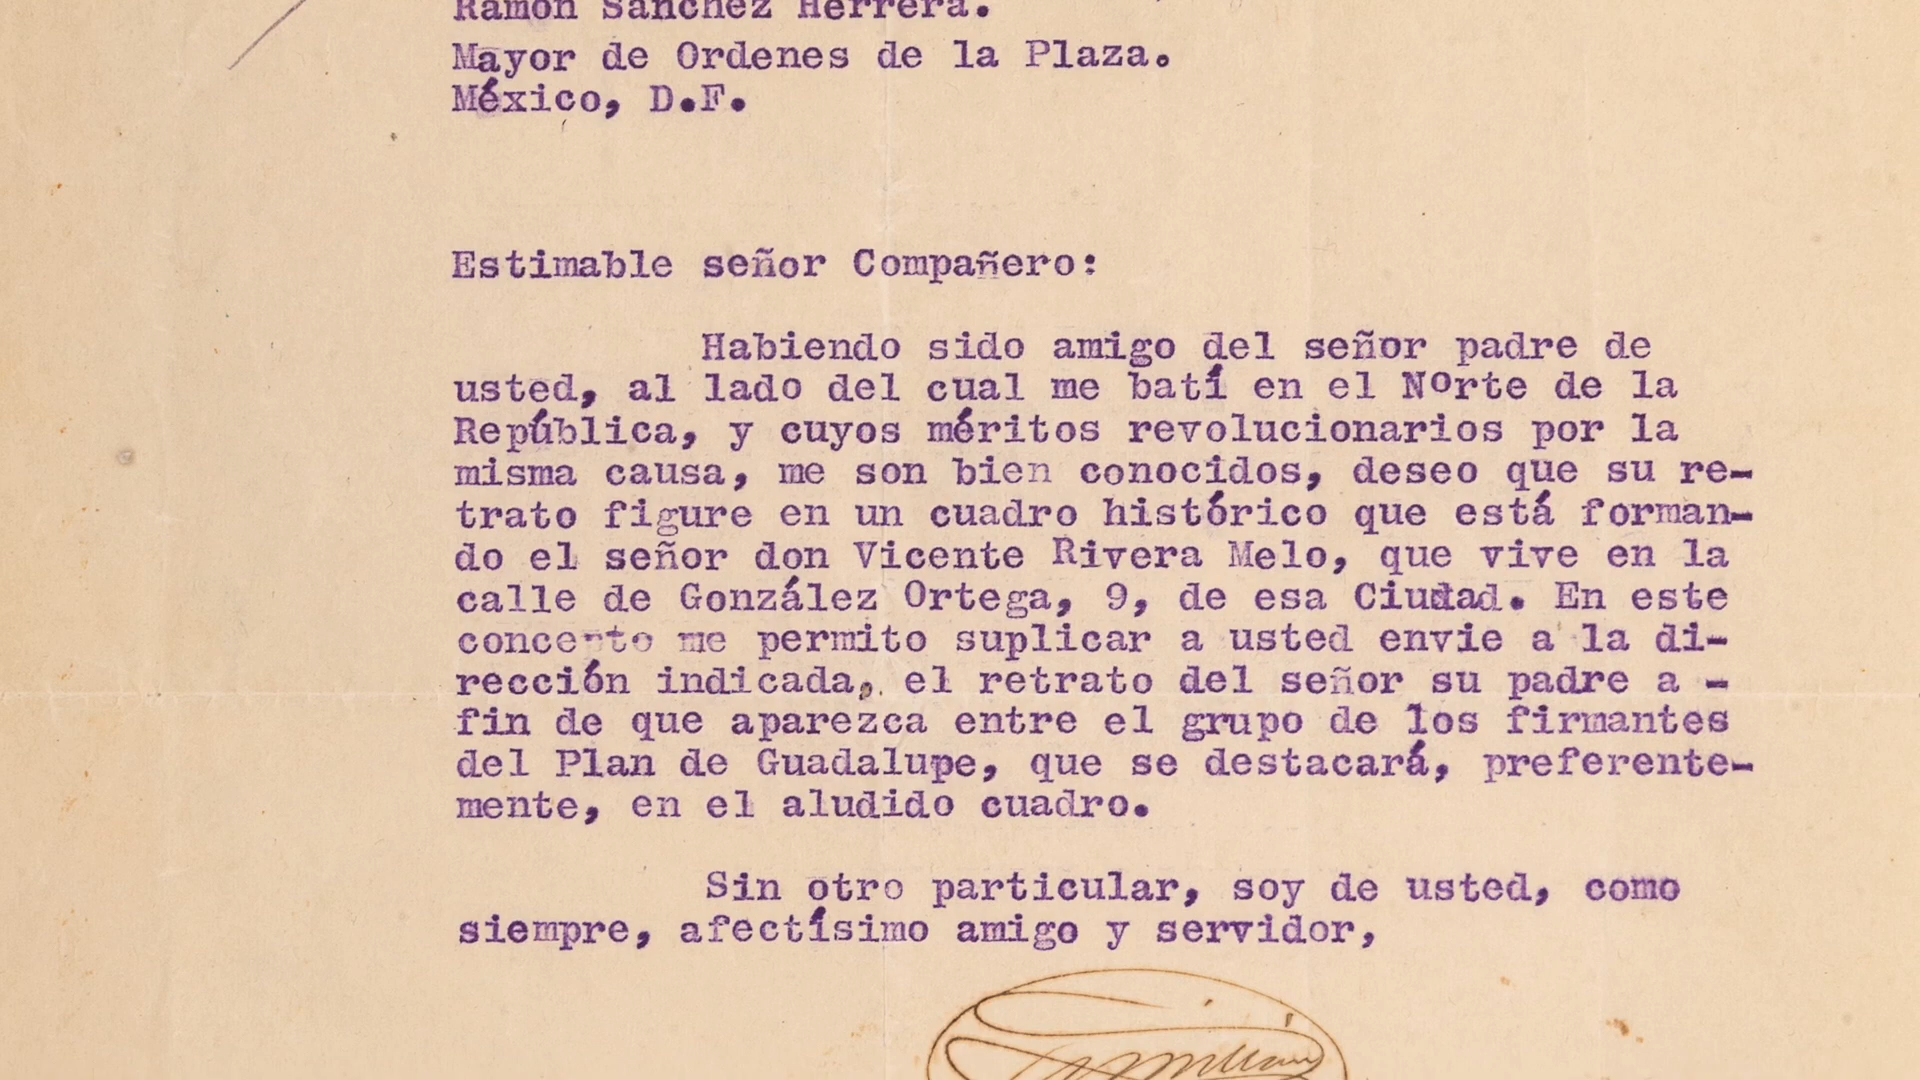 Ramón Sánchez Herrera.
Mayor de Ordenes de la Plaza.
México, D.F.
Estimable señor Compañero:
Habiendo sido amigo del señor padre de
usted, al lado del cual me batí en el NOrte de la
República, y cuyos méritos revolucionarios por la
misma causa, me son bien conocidos, deseo que su re-
trato figure en un cuadro histórico que está forman-
do el señor don Vicente Rivera Melo, que vive en la
calle de González Ortega, 9, de esa Ciudad. En este
concepto me permito suplicar a usted envie a la di-
rección indicada, el retrato del señor su padre a -
fin de que aparezca entre el grupo de los firmantes
del Plan de Guadalupe, que se destacará, preferente-
mente, en el aludido cuadro.
Sin otro particular, soy de usted, como
siempre, afectísimo amigo y servidor,